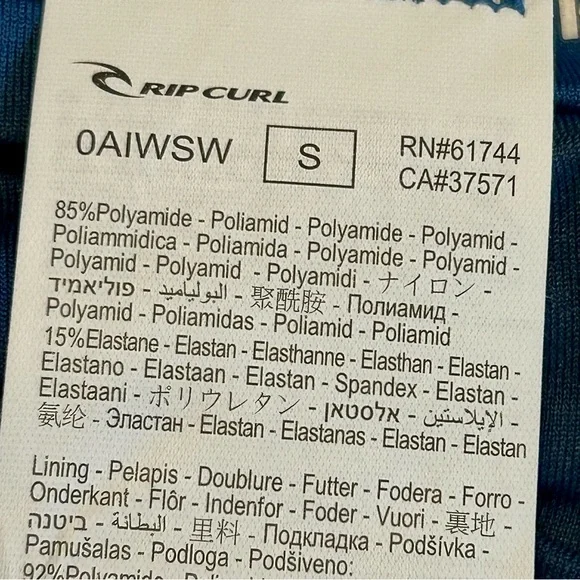 RIP CURL
0AIWSW S RN#61744
CA#37571
85%Polyamide - Poliamid - Polyamide - Polyamid -
Poliammidica - Poliamida - Polyamide - Polyamid -
Polyamid - Polyamid - Polyamidi - ナイロン -
פוליאמיד - البولياميد - 聚酰胺 - Полиамид -
Polyamid - Poliamidas - Poliamid - Poliamid
15%Elastane - Elastan - Elasthanne - Elasthan - Elastan -
Elastano - Elastaan - Elastan - Spandex - Elastan -
Elastaani - ポリウレタン - אלסטאן - الإيلاستين -
氨纶 - Эластан - Elastan - Elastanas - Elastan - Elastan
Lining - Pelapis - Doublure - Futter - Fodera - Forro -
Onderkant - Flôr - Indenfor - Foder - Vuori - 裏地 -
ביטנה - البطانة - 里料 - Подкладка - Podšívka -
Pamušalas - Podloga - Podšiveno:
92%Polyamide